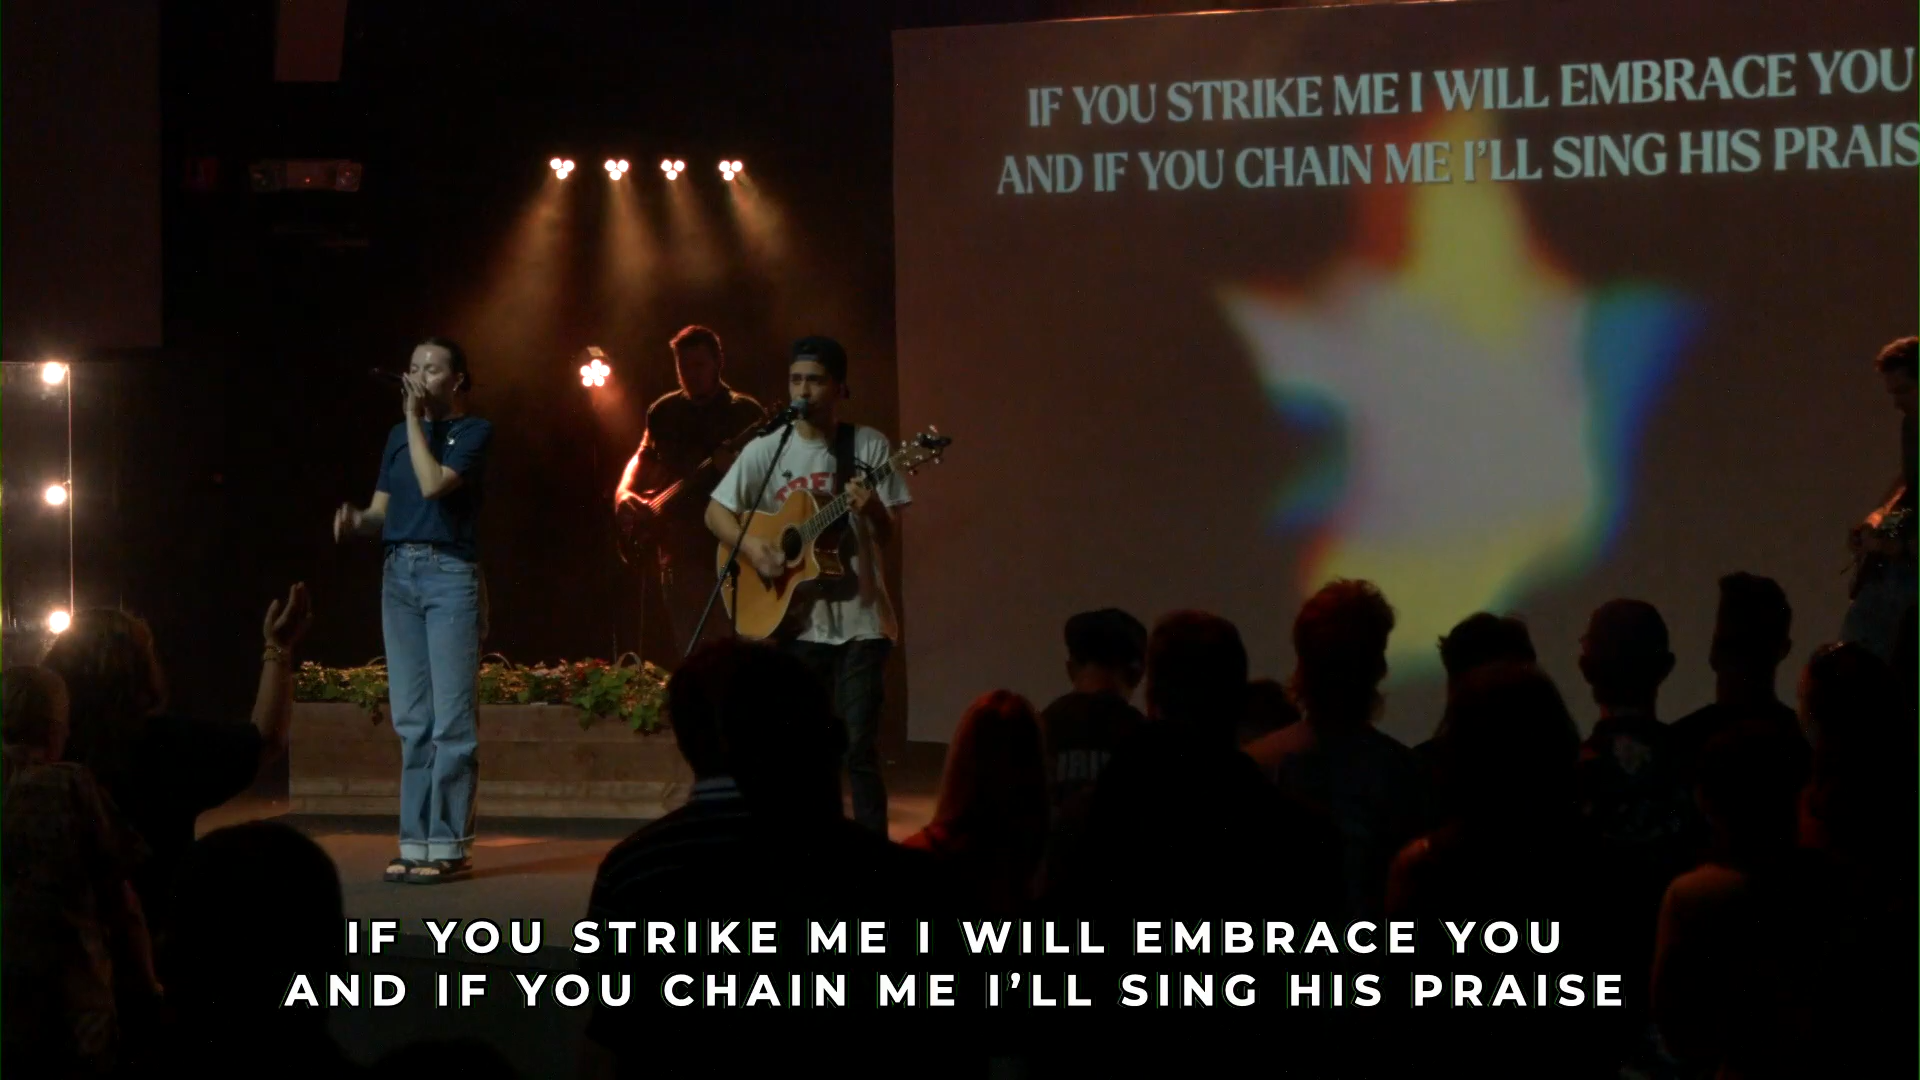 IF YOU STRIKE ME I WILL EMBRACE YOU
AND IF YOU CHAIN ME I'LL SING HIS PRAIS
IF YOU STRIKE ME I WILL EMBRACE YOU
AND IF YOU CHAIN ME I'LL SING HIS PRAISE